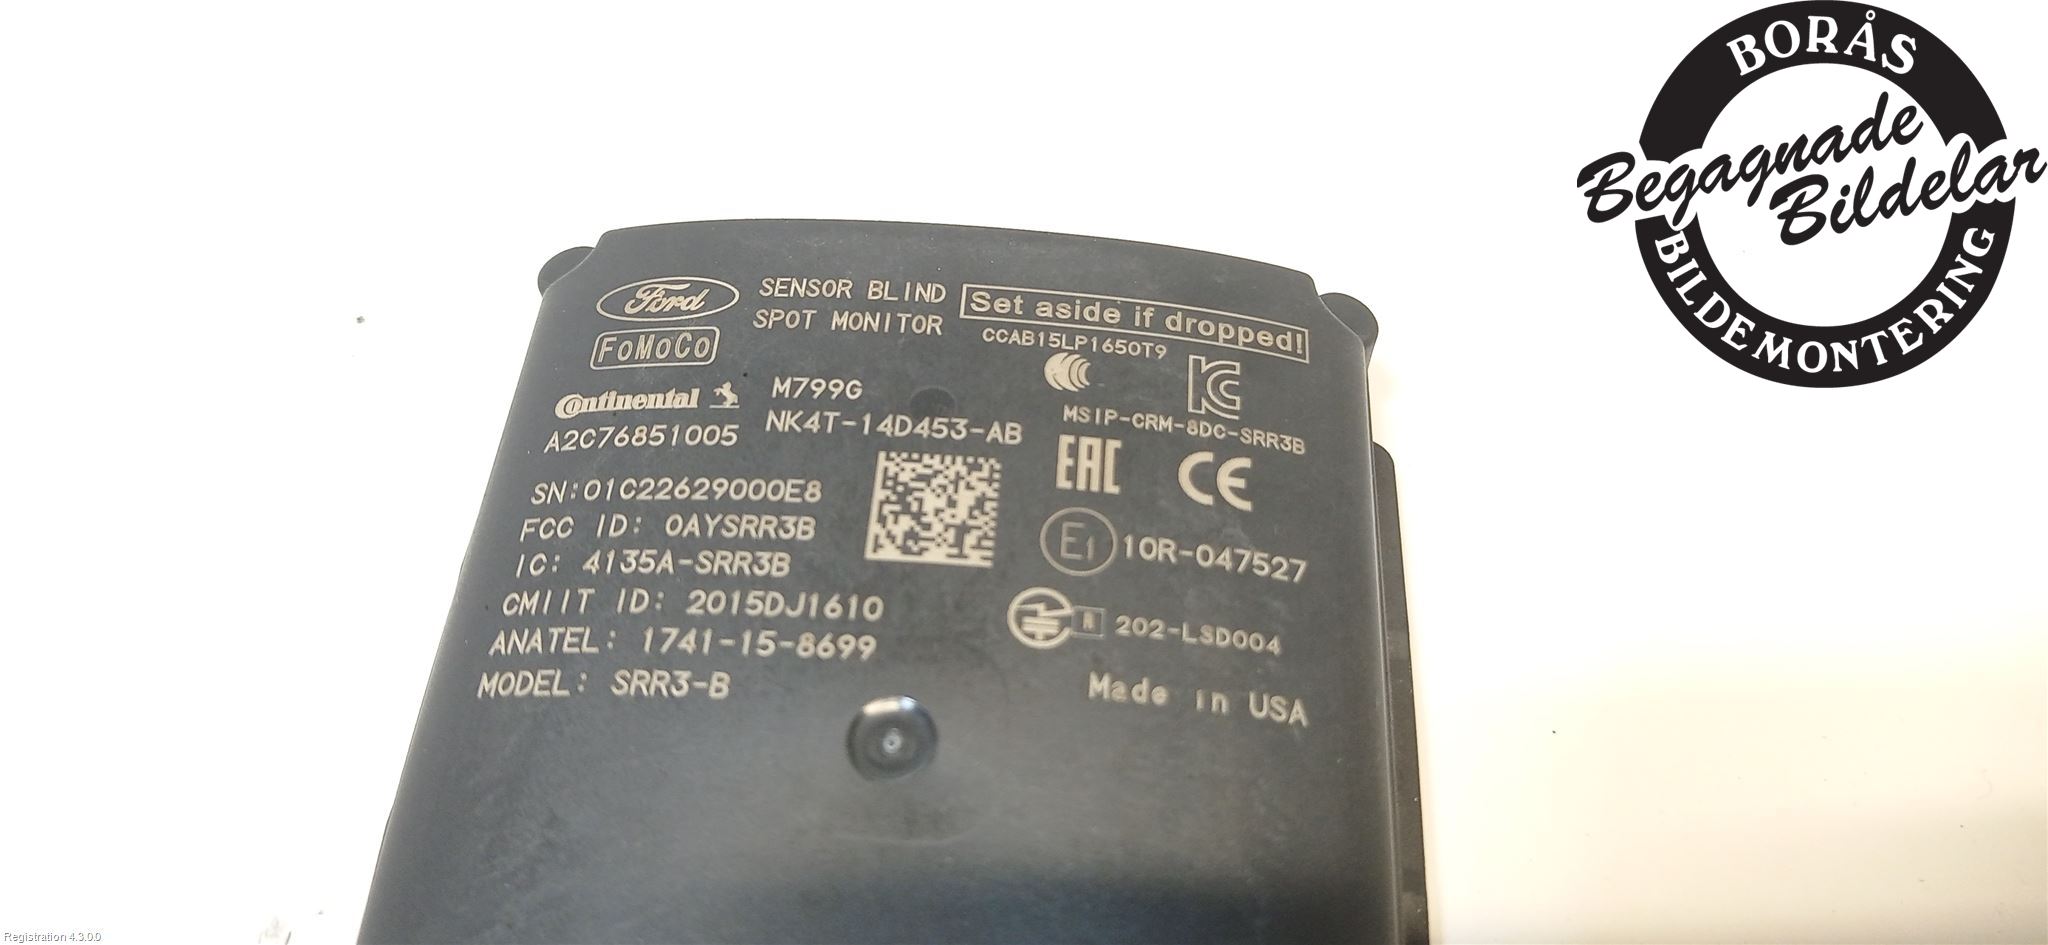 BORÅS
Begagnade
Bildelar
BILDEMONTERING
Ford
FoMoCo
SENSOR BLIND
SPOT MONITOR
Set aside if dropped!
CCAB15LP1650T9
Continental
A2C76851005
M799G
NK4T-14D453-AB
MSIP-CRM-8DC-SRR3B
EAC
CE
SN:01C22629000E8
FCC ID: OAYSRR3B
IC: 4135A-SRR3B
CMIIT ID: 2015DJ1610
ANATEL: 1741-15-8699
MODEL: SRR3-B
E1 10R-047527
R 202-LSD004
Made in USA
Registration 4.3.0.0